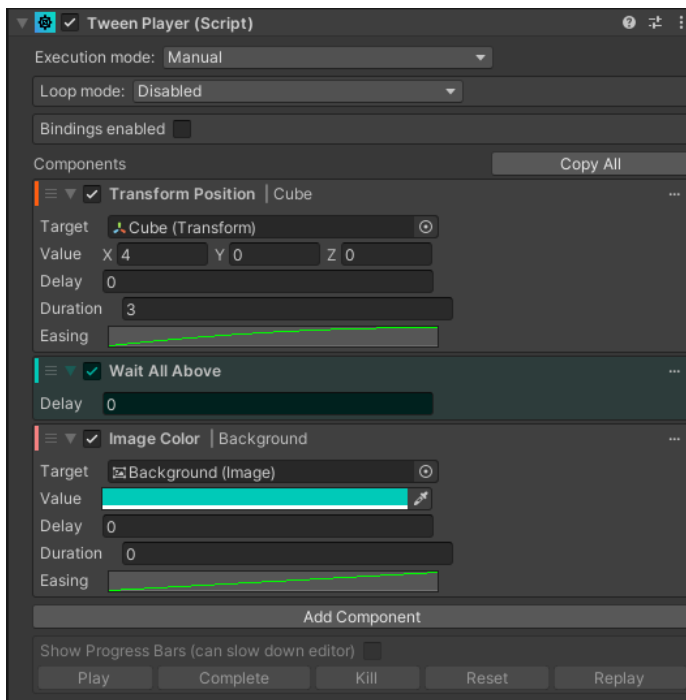 Tween Player (Script)
Execution mode: Manual
Loop mode: Disabled
Bindings enabled
Components Copy All
Transform Position | Cube
Target Cube (Transform)
Value X 4 Y 0 Z 0
Delay 0
Duration 3
Easing
Wait All Above
Delay 0
Image Color | Background
Target Background (Image)
Value
Delay 0
Duration 0
Easing
Add Component
Show Progress Bars (can slow down editor)
Play Complete Kill Reset Replay